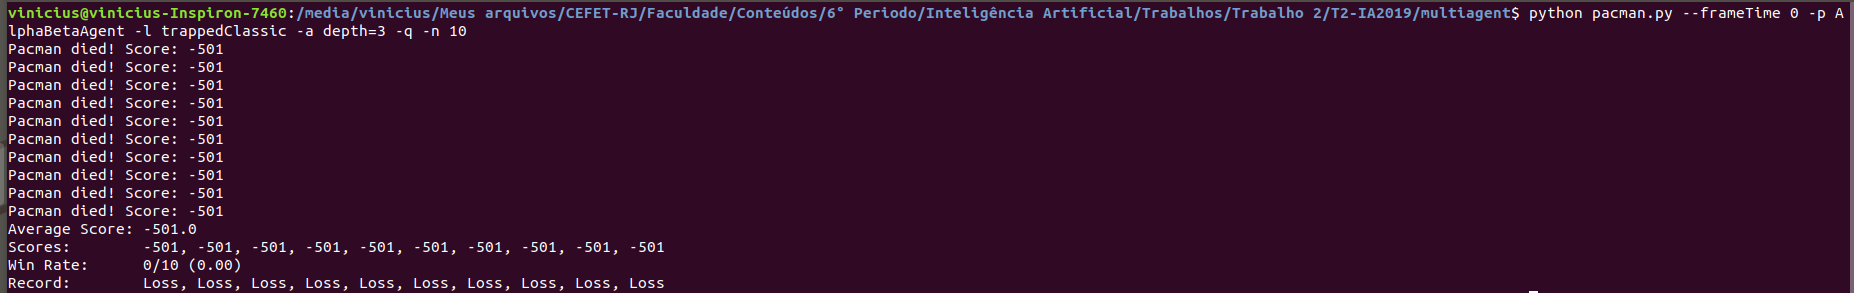 vinicius@vinicius-Inspiron-7460:/media/vinicius/Meus arquivos/CEFET-RJ/Faculdade/Conteúdos/6° Periodo/Inteligência Artificial/Trabalhos/Trabalho 2/T2-IA2019/multiagent$ python pacman.py --frameTime 0 -p A
lphaBetaAgent -l trappedClassic -a depth=3 -q -n 10
Pacman died! Score: -501
Pacman died! Score: -501
Pacman died! Score: -501
Pacman died! Score: -501
Pacman died! Score: -501
Pacman died! Score: -501
Pacman died! Score: -501
Pacman died! Score: -501
Pacman died! Score: -501
Pacman died! Score: -501
Average Score: -501.0
Scores:        -501, -501, -501, -501, -501, -501, -501, -501, -501, -501
Win Rate:      0/10 (0.00)
Record:        Loss, Loss, Loss, Loss, Loss, Loss, Loss, Loss, Loss, Loss